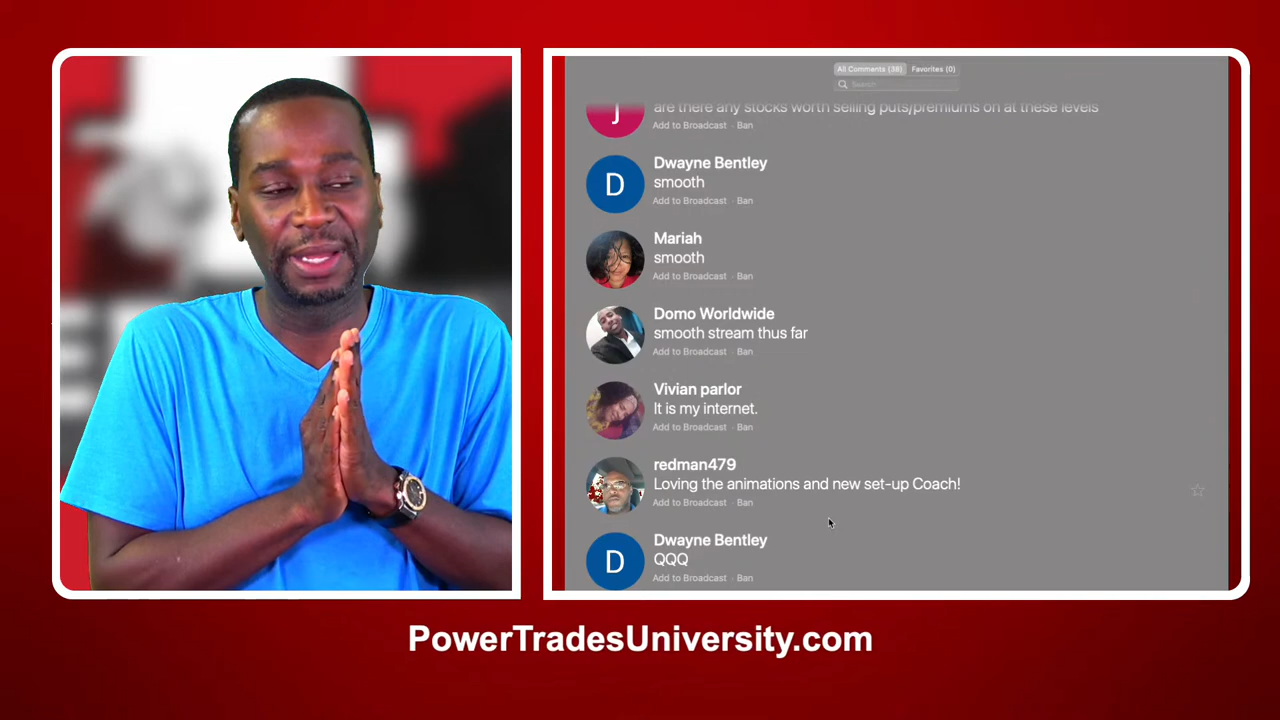 All Comments (38) Favorites (0)
Search
J
are there any stocks worth selling puts/premiums on at these levels
Add to Broadcast · Ban
D
Dwayne Bentley
smooth
Add to Broadcast · Ban
Mariah
smooth
Add to Broadcast · Ban
Domo Worldwide
smooth stream thus far
Add to Broadcast · Ban
Vivian parlor
It is my internet.
Add to Broadcast · Ban
redman479
Loving the animations and new set-up Coach!
Add to Broadcast · Ban
D
Dwayne Bentley
QQQ
Add to Broadcast · Ban
PowerTradesUniversity.com